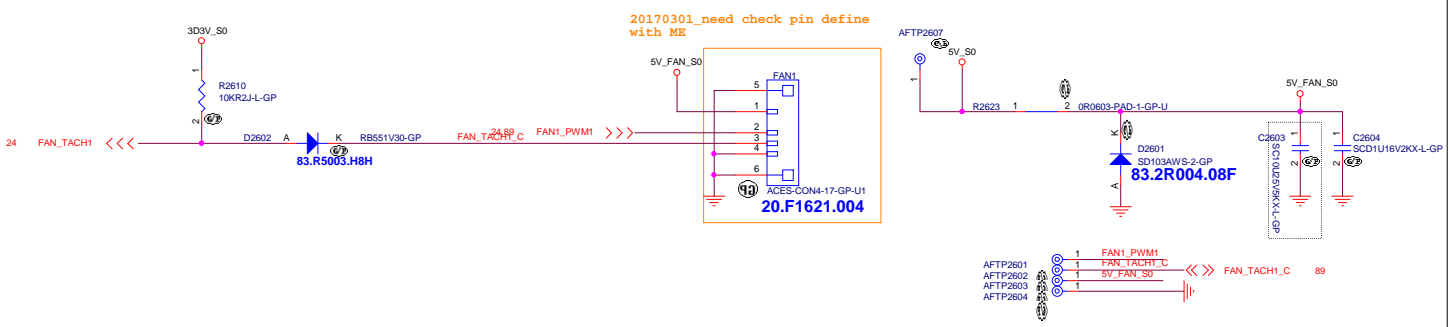 20170301_need check pin define
with ME
3D3V_S0
1
R2610
10KR2J-L-GP
2
24
FAN_TACH1
D2602
A
K
RB551V30-GP
83.R5003.H8H
FAN_TACH1_C
24,89
FAN1_PWM1
5V_FAN_S0
FAN1
5
1
2
3
4
6
ACES-CON4-17-GP-U1
20.F1621.004
AFTP2607
1
5V_S0
R2623
1
2
0R0603-PAD-1-GP-U
K
D2601
SD103AWS-2-GP
83.2R004.08F
A
5V_FAN_S0
C2603
1
2
SC10U25V5KX-L-GP
1
2
C2604
SCD1U16V2KX-L-GP
AFTP2601
1
FAN1_PWM1
AFTP2602
1
FAN_TACH1_C
AFTP2603
1
5V_FAN_S0
AFTP2604
1
FAN_TACH1_C
89